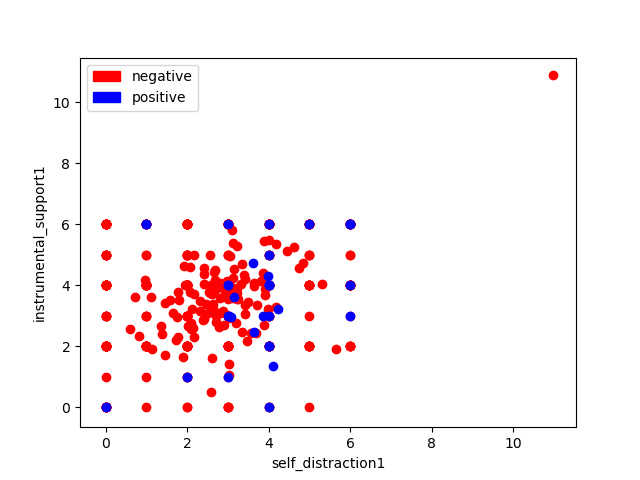 negative
positive
10
8
6
4
2
0
instrumental_support1
0 2 4 6 8 10
self_distraction1